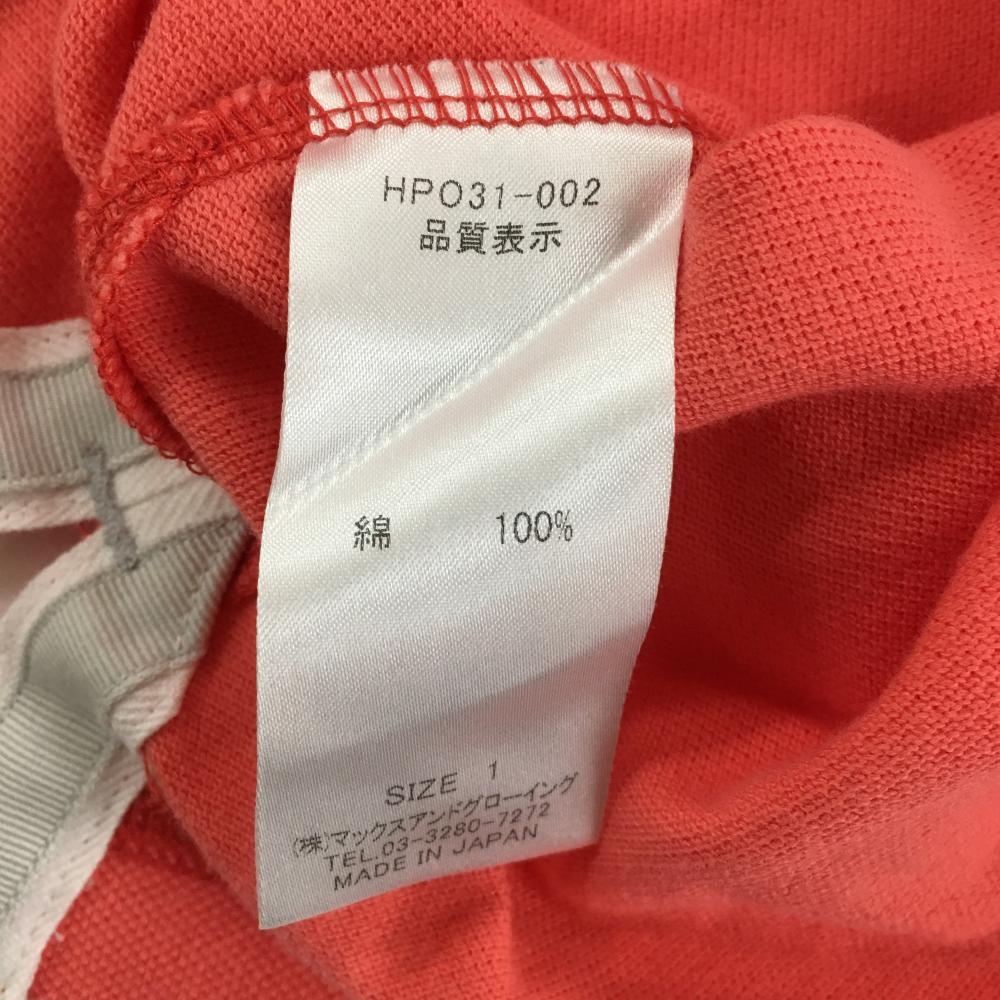 HPO31-002
品質表示
綿 100%
SIZE 1
(株)マックスアンドグローイング
TEL.03-3280-7272
MADE IN JAPAN